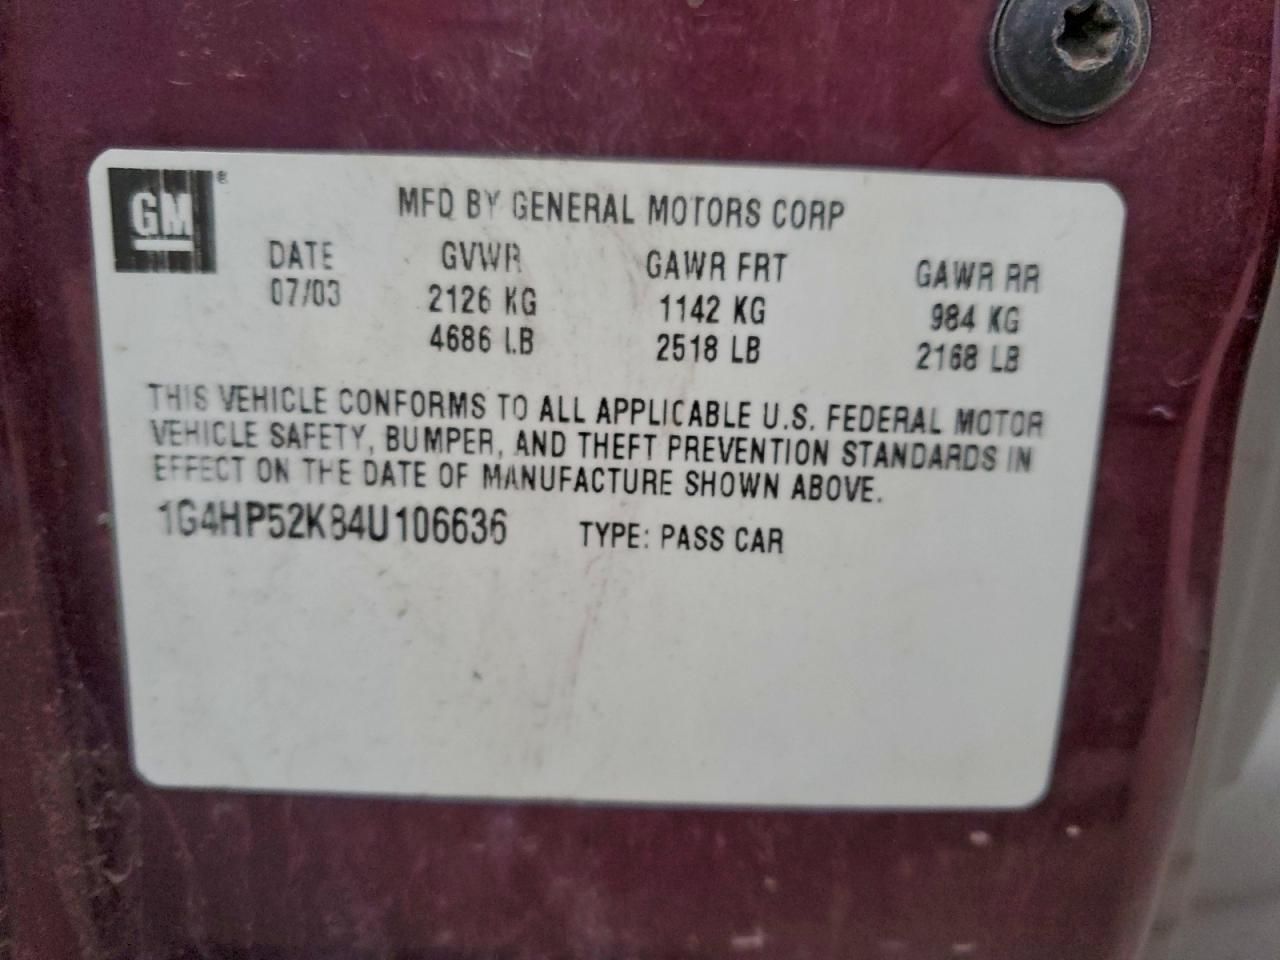 GM®
MFD BY GENERAL MOTORS CORP
DATE GVWR GAWR FRT GAWR RR
07/03 2126 KG 1142 KG 984 KG
4686 LB 2518 LB 2168 LB
THIS VEHICLE CONFORMS TO ALL APPLICABLE U.S. FEDERAL MOTOR
VEHICLE SAFETY, BUMPER, AND THEFT PREVENTION STANDARDS IN
EFFECT ON THE DATE OF MANUFACTURE SHOWN ABOVE.
1G4HP52K84U106636 TYPE: PASS CAR